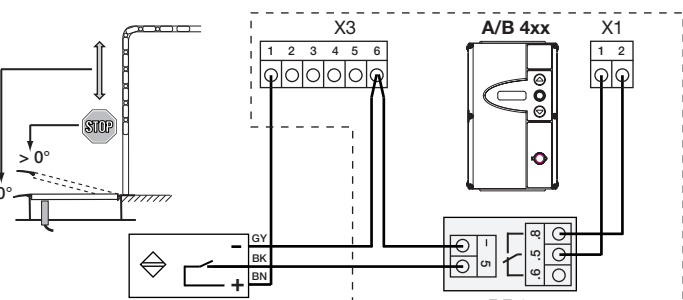 X3
A/B 4xx
X1
1 2 3 4 5 6
1 2
STOP
> 0°
0°
GY
BK
BN
–
+
–
5
.8
.5
.6